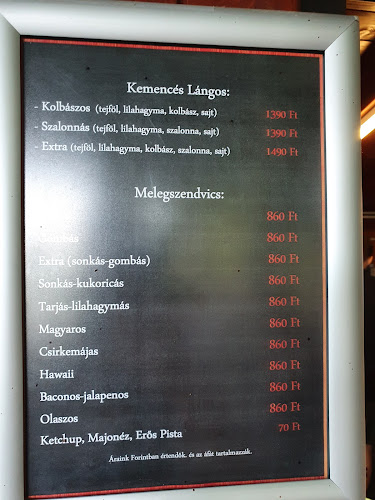 Kemencés Lángos:
- Kolbászos (tejföl, lilahagyma, kolbász, sajt) 1390 Ft
- Szalonnás (tejföl, lilahagyma, szalonna, sajt) 1390 Ft
- Extra (tejföl, lilahagyma, kolbász, szalonna, sajt) 1490 Ft
Melegszendvics:
860 Ft
860 Ft
Extra (sonkás-gombás) 860 Ft
Sonkás-kukoricás 860 Ft
Tarjás-lilahagymás 860 Ft
Magyaros 860 Ft
Csirkemájas 860 Ft
Hawaii 860 Ft
Baconos-jalapenos 860 Ft
Olaszos 860 Ft
Ketchup, Majonéz, Erős Pista 70 Ft
Áraink Forintban értendők, és az áfát tartalmazzák.